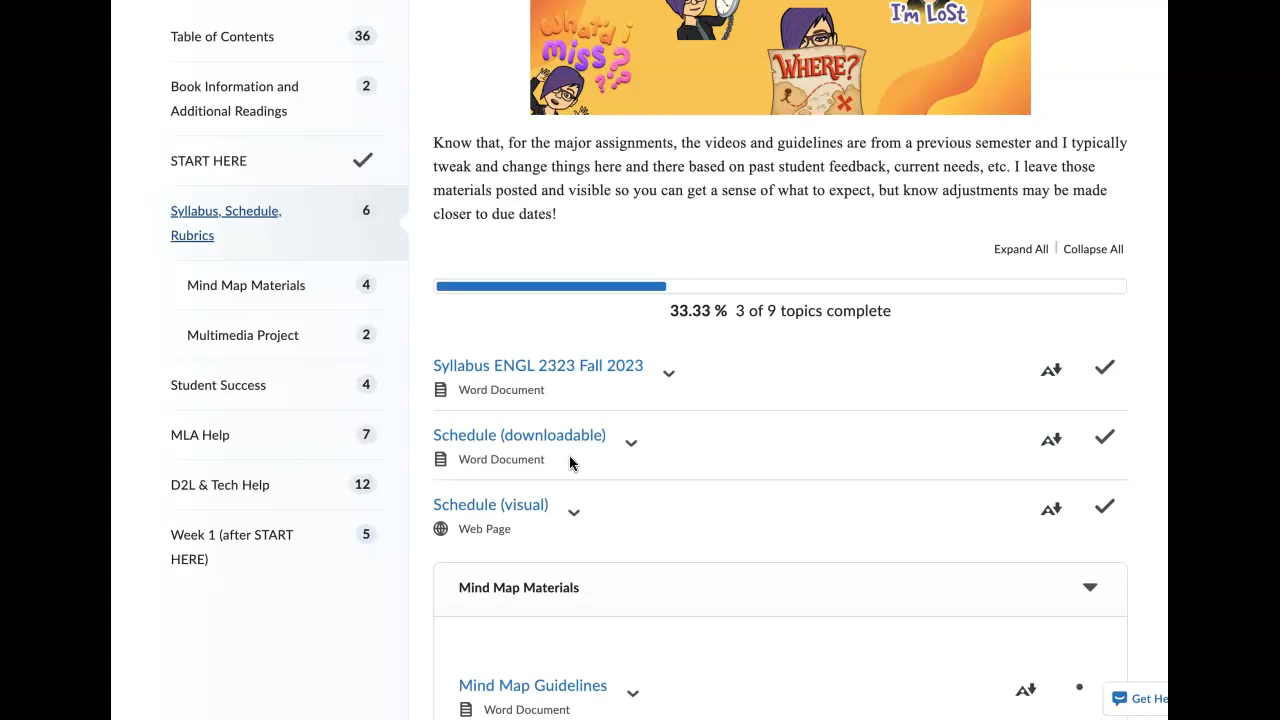 Table of Contents 36
Book Information and 2
Additional Readings
START HERE
Syllabus, Schedule, 6
Rubrics
Mind Map Materials 4
Multimedia Project 2
Student Success 4
MLA Help 7
D2L & Tech Help 12
Week 1 (after START 5
HERE)
What'd i
miss?
??
I'm LoSt
WHERE?
Know that, for the major assignments, the videos and guidelines are from a previous semester and I typically
tweak and change things here and there based on past student feedback, current needs, etc. I leave those
materials posted and visible so you can get a sense of what to expect, but know adjustments may be made
closer to due dates!
Expand All | Collapse All
33.33 % 3 of 9 topics complete
Syllabus ENGL 2323 Fall 2023
Word Document
Schedule (downloadable)
Word Document
Schedule (visual)
Web Page
Mind Map Materials
Mind Map Guidelines
Word Document
Get He